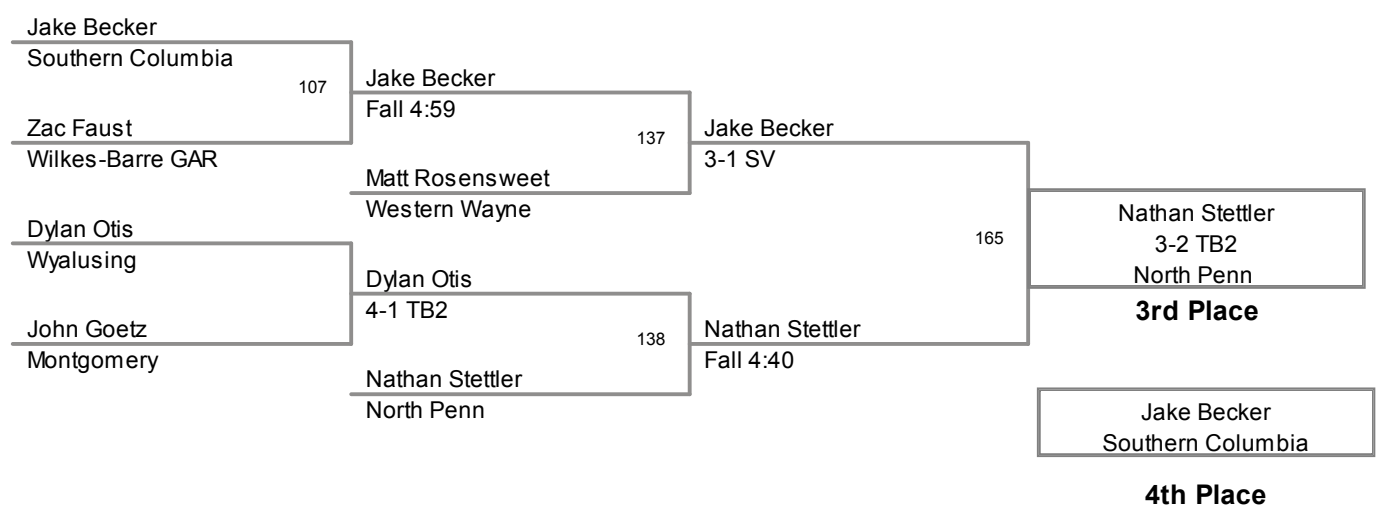 Jake Becker
Southern Columbia
107
Zac Faust
Wilkes-Barre GAR
Dylan Otis
Wyalusing
John Goetz
Montgomery
Jake Becker
Fall 4:59
137
Matt Rosensweet
Western Wayne
Dylan Otis
4-1 TB2
138
Nathan Stettler
North Penn
Jake Becker
3-1 SV
165
Nathan Stettler
Fall 4:40
Nathan Stettler
3-2 TB2
North Penn
3rd Place
Jake Becker
Southern Columbia
4th Place